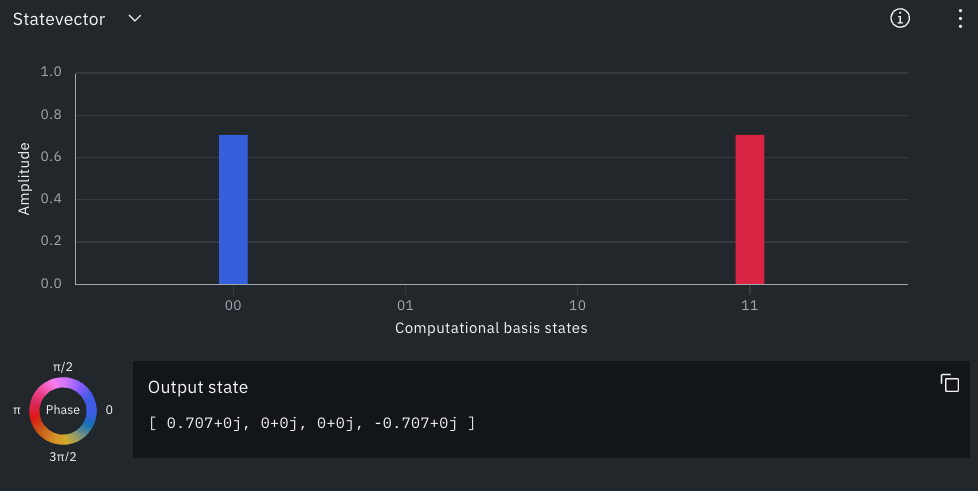 Statevector
1.0
0.8
0.6
0.4
0.2
0.0
Amplitude
00 01 10 11
Computational basis states
π/2
π Phase 0
3π/2
Output state
[ 0.707+0j, 0+0j, 0+0j, -0.707+0j ]